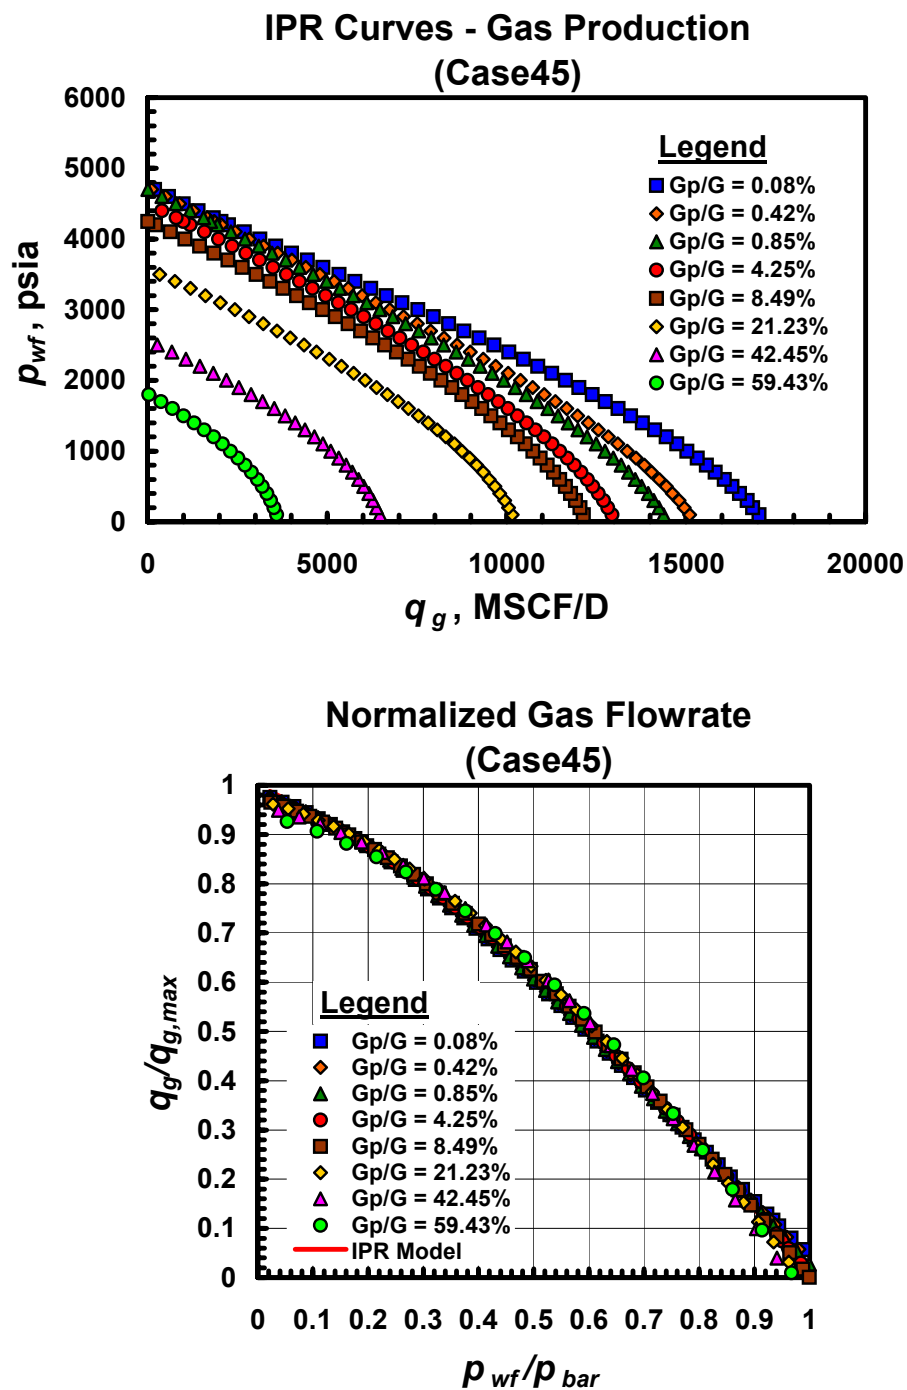 IPR Curves - Gas Production
(Case45)
6000
5000
4000
3000
2000
1000
0
p wf , psia
Legend
Gp/G = 0.08%
Gp/G = 0.42%
Gp/G = 0.85%
Gp/G = 4.25%
Gp/G = 8.49%
Gp/G = 21.23%
Gp/G = 42.45%
Gp/G = 59.43%
0 5000 10000 15000 20000
q g , MSCF/D
Normalized Gas Flowrate
(Case45)
1
0.9
0.8
0.7
0.6
0.5
0.4
0.3
0.2
0.1
0
q g/q g,max
Legend
Gp/G = 0.08%
Gp/G = 0.42%
Gp/G = 0.85%
Gp/G = 4.25%
Gp/G = 8.49%
Gp/G = 21.23%
Gp/G = 42.45%
Gp/G = 59.43%
IPR Model
0 0.1 0.2 0.3 0.4 0.5 0.6 0.7 0.8 0.9 1
p wf /p bar